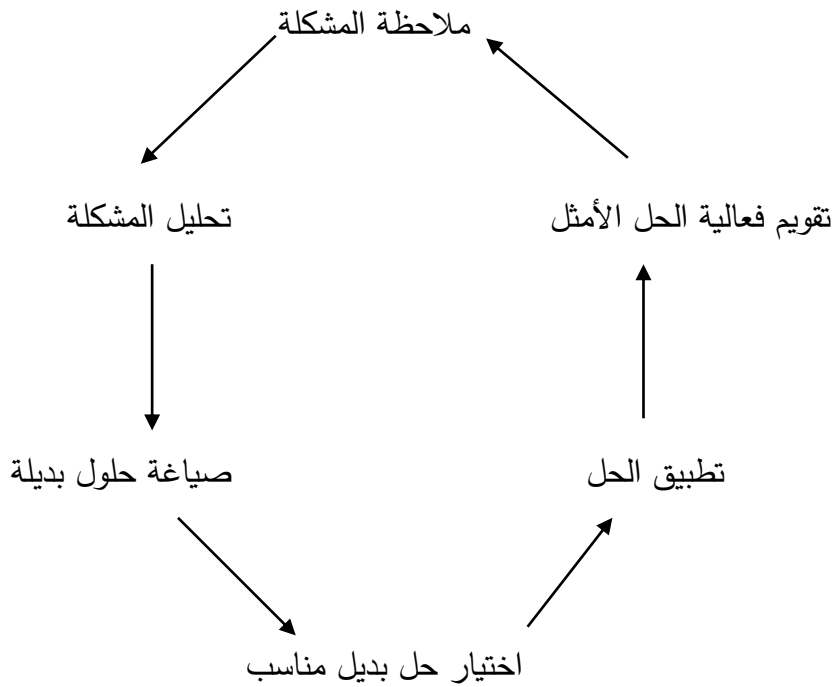 ملاحظة المشكلة
تحليل المشكلة
صياغة حلول بديلة
اختيار حل بديل مناسب
تطبيق الحل
تقويم فعالية الحل الأمثل